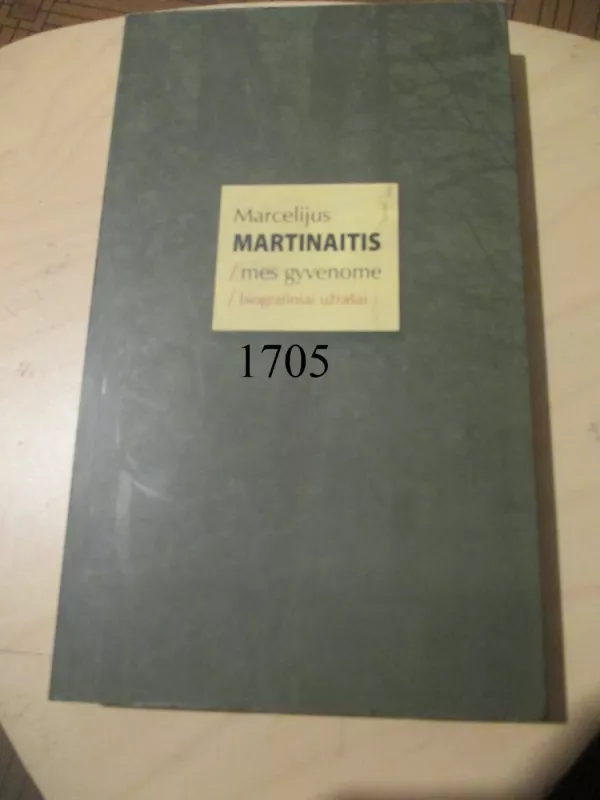 Marcelijus
MARTINAITIS
/mes gyvenome
/biografiniai užrašai
1705